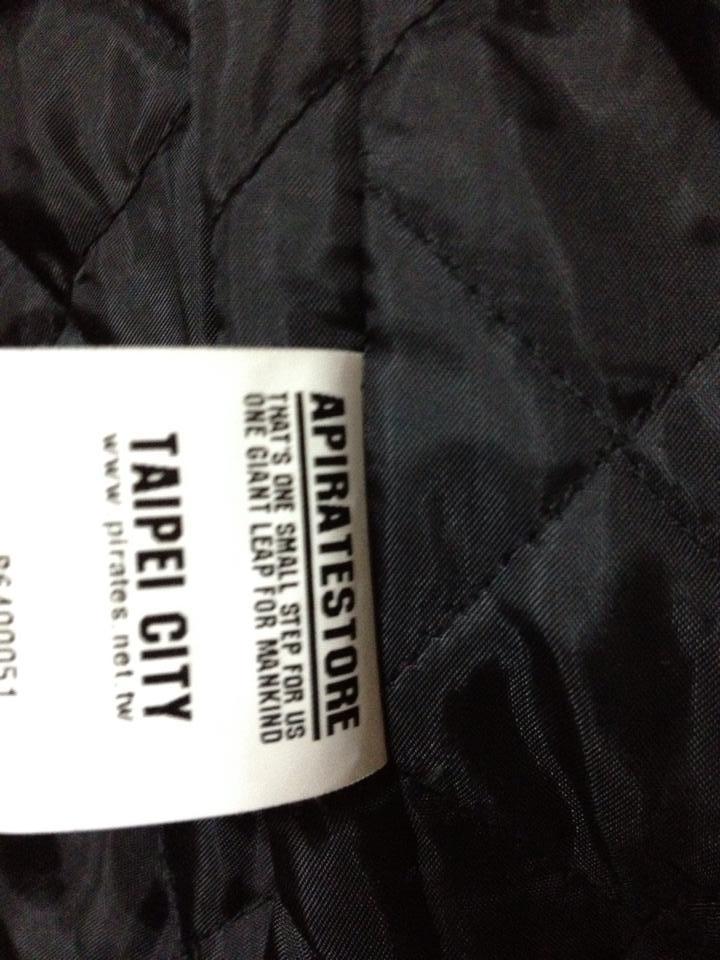 APIRATESTORE
THAT'S ONE SMALL STEP FOR US
ONE GIANT LEAP FOR MANKIND
TAIPEI CITY
www.pirates.net.tw